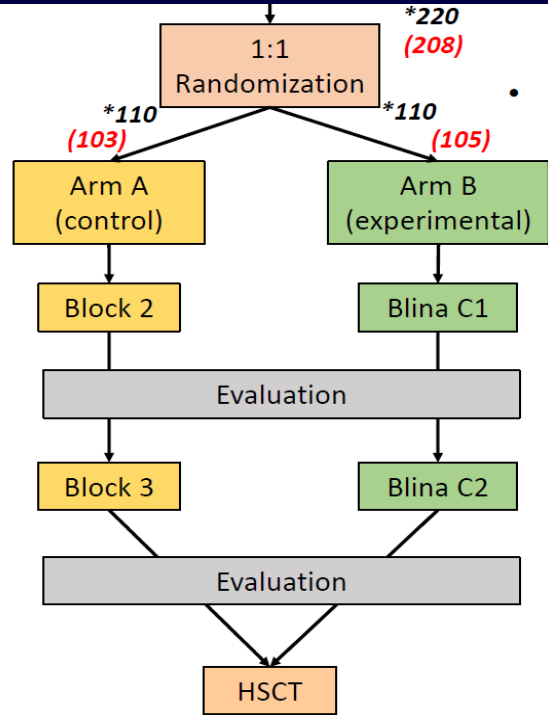 *220
(208)
1:1
Randomization
*110
(103)
*110
(105)
Arm A
(control)
Arm B
(experimental)
Block 2
Blina C1
Evaluation
Block 3
Blina C2
Evaluation
HSCT